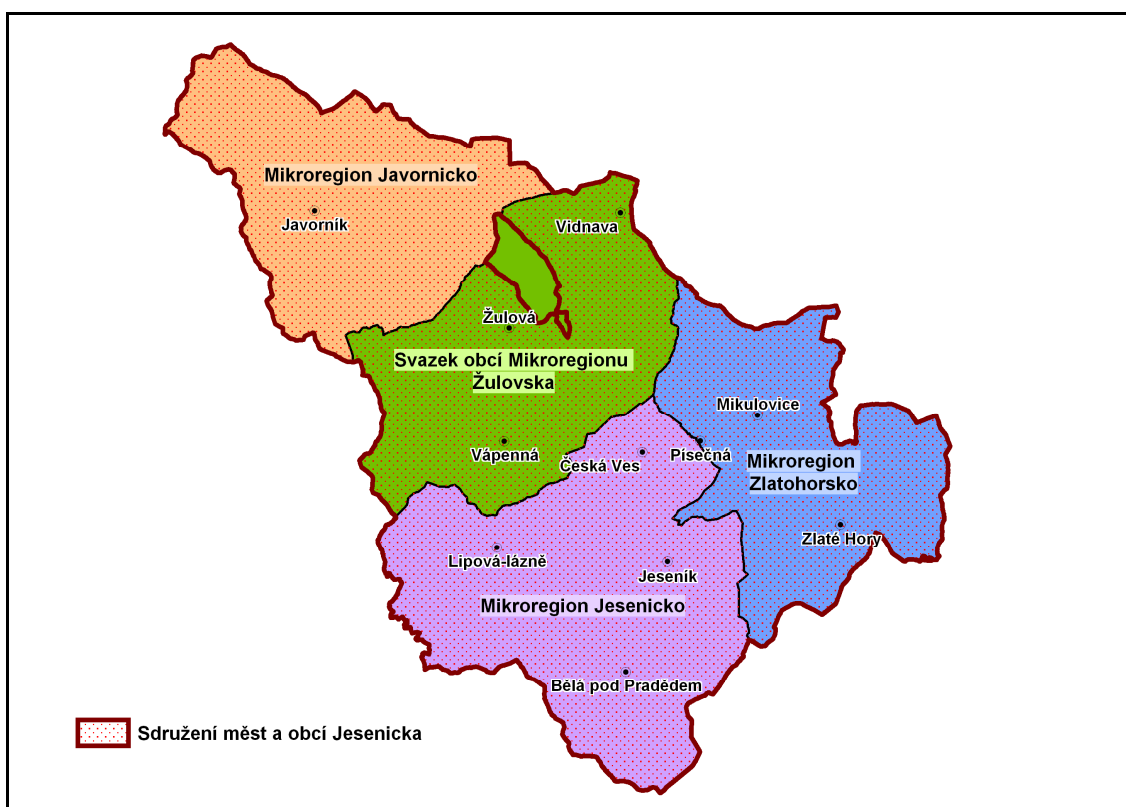 Mikroregion Javornicko
Javorník
Vidnava
Žulová
Svazek obcí Mikroregionu
Žulovska
Mikulovice
Vápenná
Česká Ves
Písečná
Mikroregion
Zlatohorsko
Zlaté Hory
Lipová-lázně
Jeseník
Mikroregion Jesenicko
Bělá pod Pradědem
Sdružení měst a obcí Jesenicka